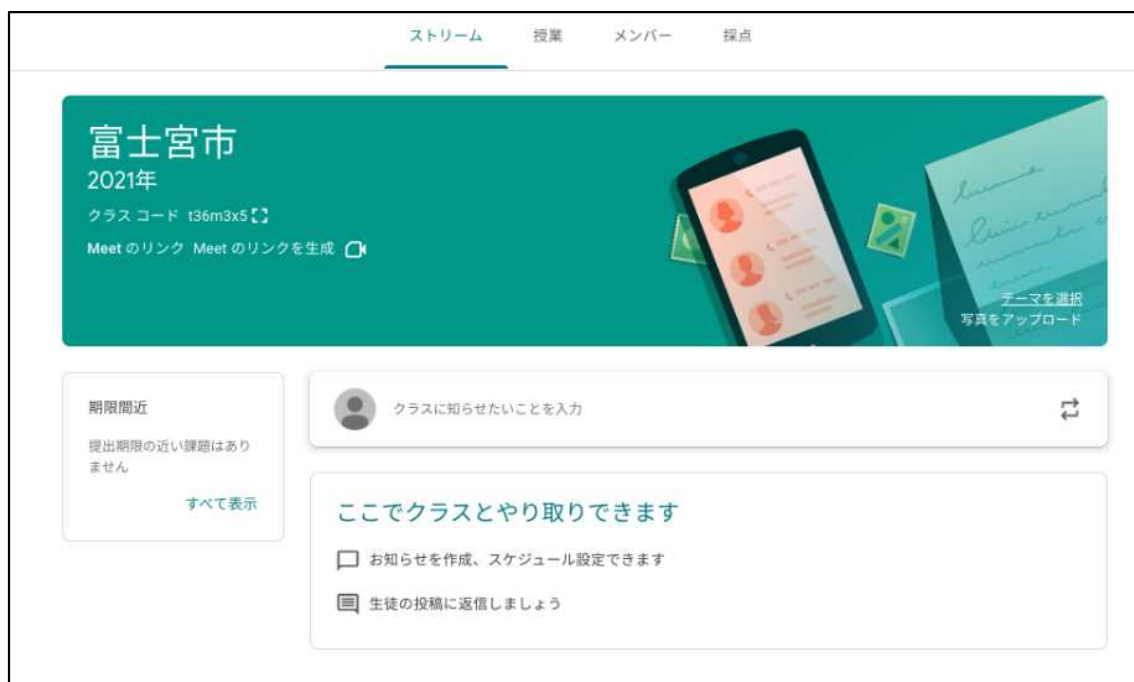 ストリーム 授業 メンバー 採点
富士宮市
2021年
クラス コード t36m3x5
Meet のリンク Meet のリンクを生成
テーマを選択
写真をアップロード
期限間近
提出期限の近い課題はあり
ません
すべて表示
クラスに知らせたいことを入力
ここでクラスとやり取りできます
お知らせを作成、スケジュール設定できます
生徒の投稿に返信しましょう